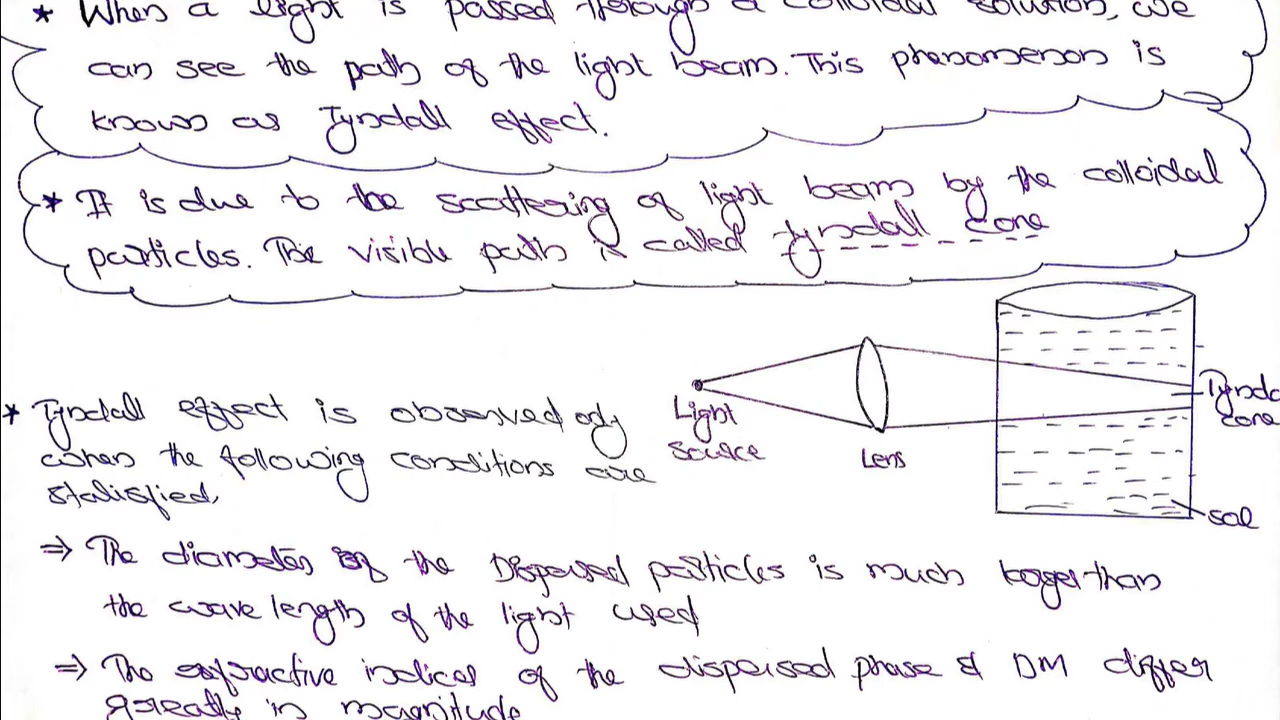 * When a light is passed through a colloidal solution, we
can see the path of the light beam. This phenomenon is
known as Tyndall effect.
* It is due to the scattering of light beam by the colloidal
particles. The visible path is called tyndall cone
* Tyndall effect is observed only
when the following conditions are
statisfied,
Light
source
Lens
Tynda
cone
sol
⇒ The diameter of the Dispersed particles is much than
the wave length of the light used
⇒ The refractive indices of the dispersed phase & DM differ
greatly in magnitude